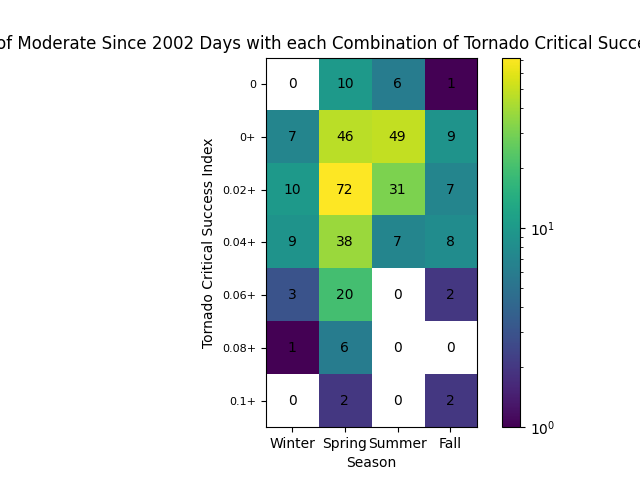 of Moderate Since 2002 Days with each Combination of Tornado Critical Succe
Tornado Critical Success Index
0 0 10 6 1
0+ 7 46 49 9
0.02+ 10 72 31 7
0.04+ 9 38 7 8
0.06+ 3 20 0 2
0.08+ 1 6 0 0
0.1+ 0 2 0 2
Winter Spring Summer Fall
Season
10¹
10⁰